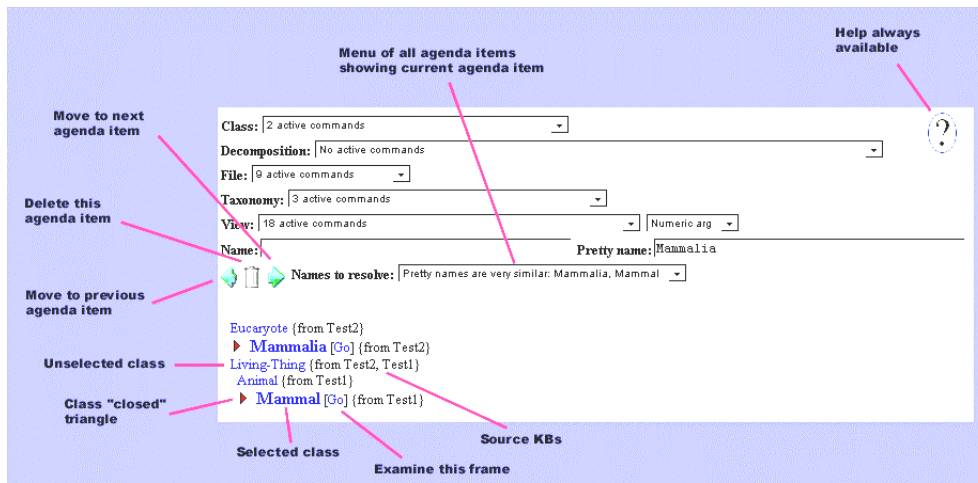 Help always
available
Menu of all agenda items
showing current agenda item
Move to next
agenda item
Class: 2 active commands
?
Decomposition: No active commands
File: 9 active commands
Taxonomy: 3 active commands
Delete this
agenda item
View: 18 active commands Numeric arg
Name: Pretty name: Mammalia
Names to resolve: Pretty names are very similar: Mammalia, Mammal
Move to previous
agenda item
Eucaryote {from Test2}
Mammalia [Go] {from Test2}
Unselected class
Living-Thing {from Test2, Test1}
Animal {from Test1}
Class "closed"
triangle
Mammal [Go] {from Test1}
Source KBs
Selected class
Examine this frame